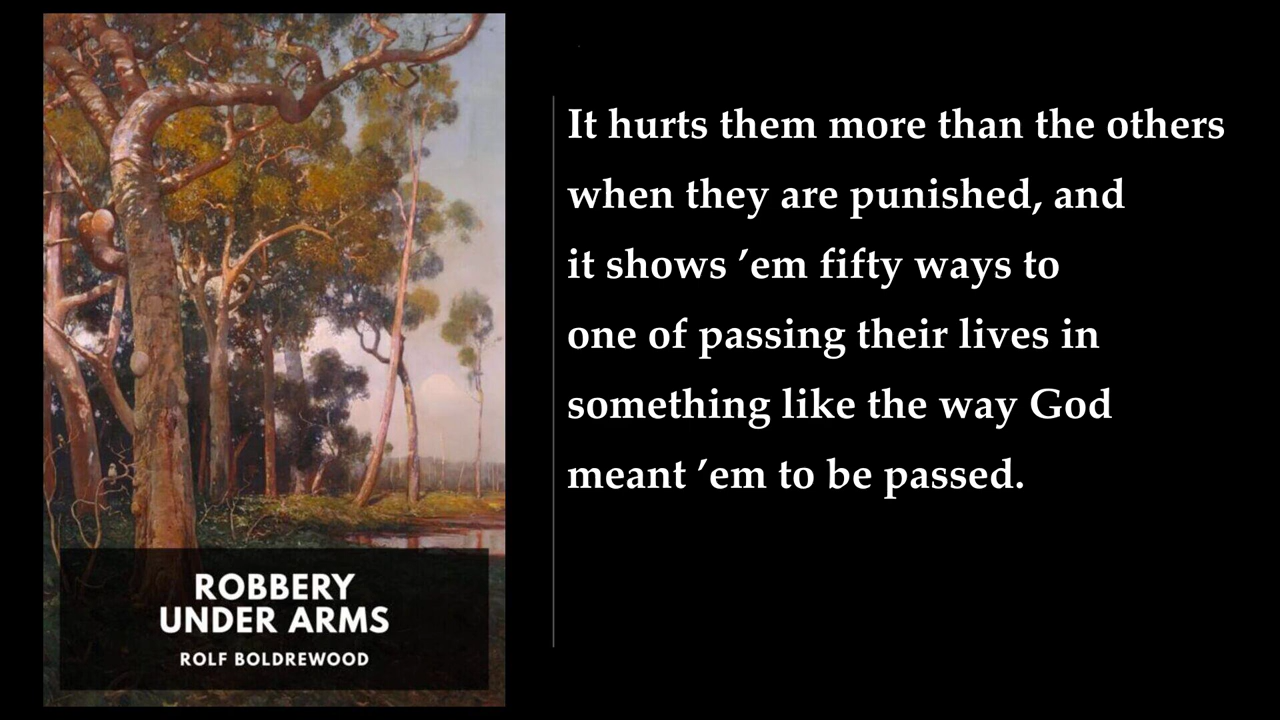 ROBBERY
UNDER ARMS
ROLF BOLDREWOOD
It hurts them more than the others
when they are punished, and
it shows ’em fifty ways to
one of passing their lives in
something like the way God
meant ’em to be passed.